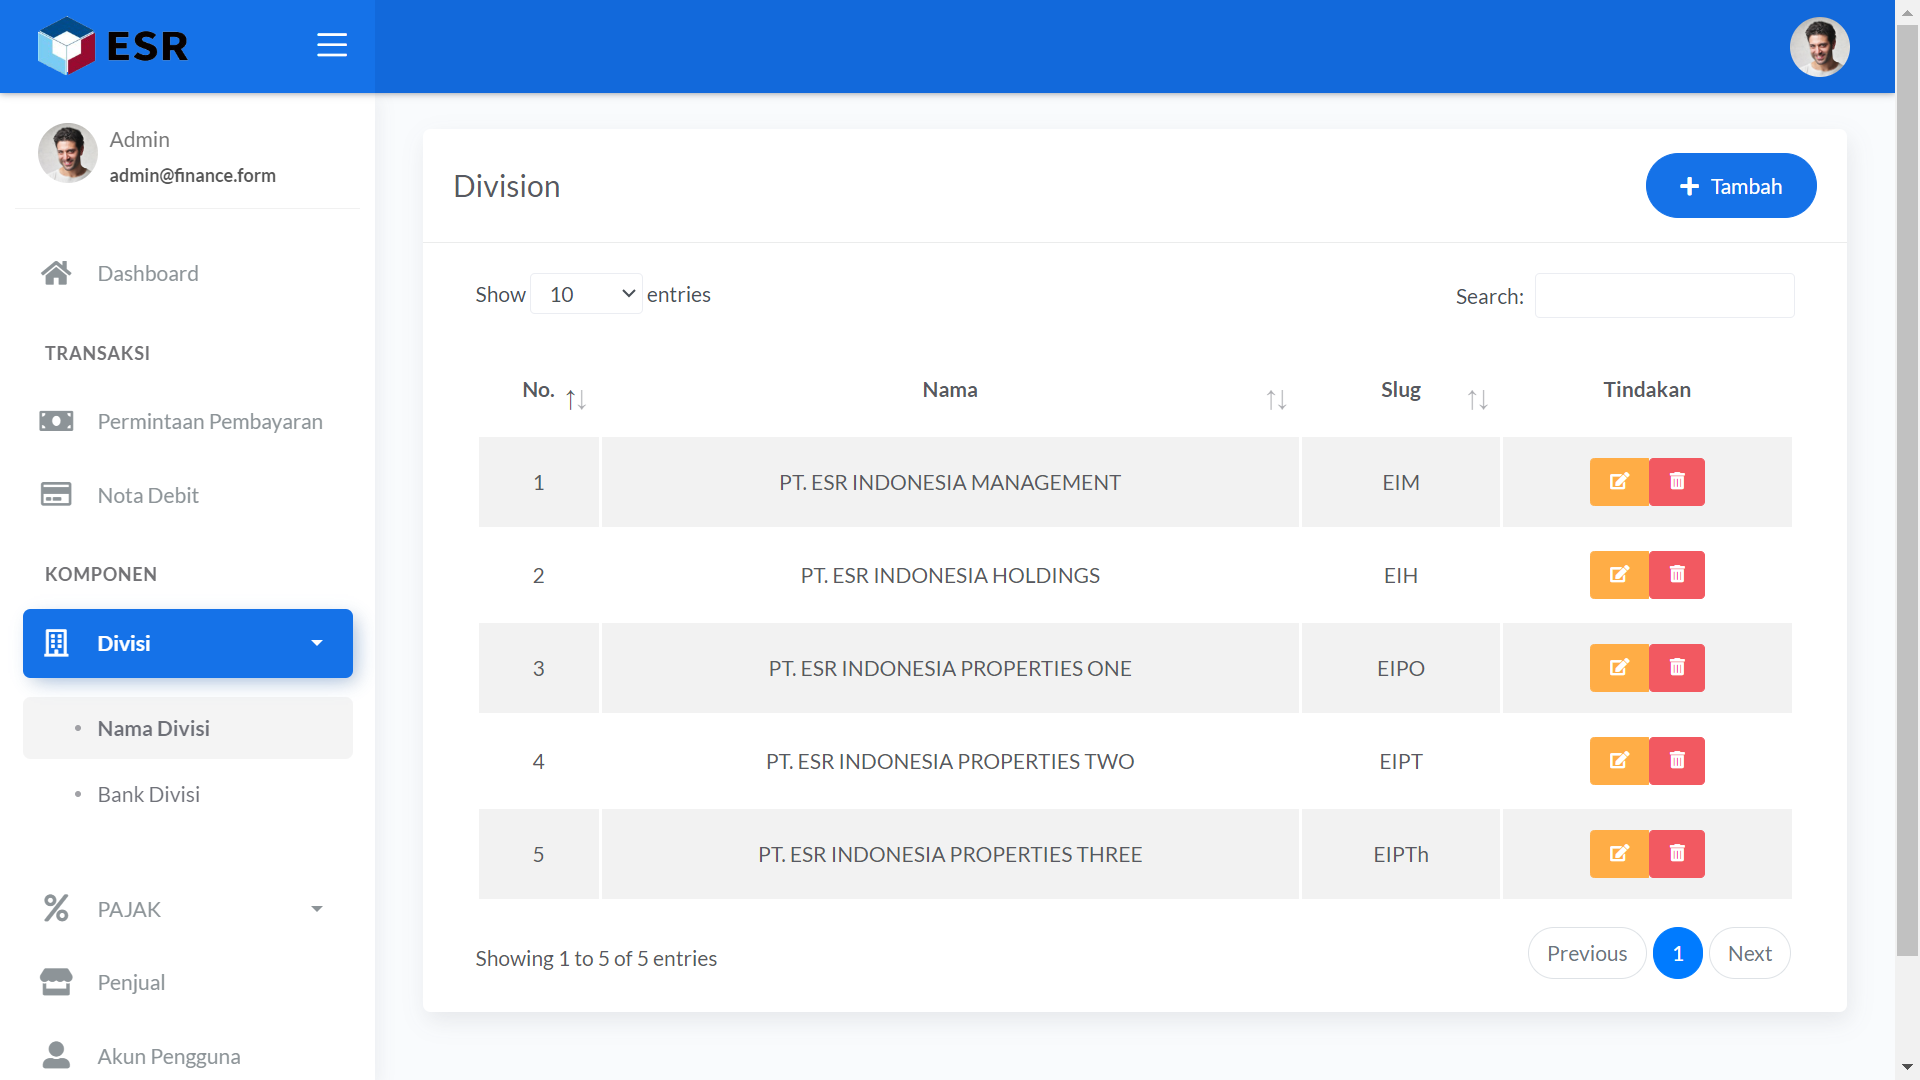 ESR
Admin
admin@finance.form
Dashboard
TRANSAKSI
Permintaan Pembayaran
Nota Debit
KOMPONEN
Divisi
Nama Divisi
Bank Divisi
PAJAK
Penjual
Akun Pengguna
Division
Tambah
Show 10 entries
Search:
No. Nama Slug Tindakan
1 PT. ESR INDONESIA MANAGEMENT EIM
2 PT. ESR INDONESIA HOLDINGS EIH
3 PT. ESR INDONESIA PROPERTIES ONE EIPO
4 PT. ESR INDONESIA PROPERTIES TWO EIPT
5 PT. ESR INDONESIA PROPERTIES THREE EIPTh
Showing 1 to 5 of 5 entries
Previous 1 Next